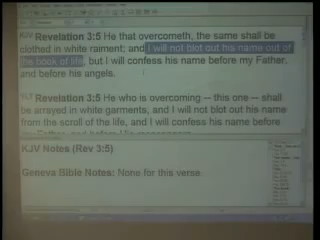 KJV Revelation 3:5 He that overcometh, the same shall be
clothed in white raiment; and I will not blot out his name out of
the book of life, but I will confess his name before my Father,
and before his angels.
YLT Revelation 3:5 He who is overcoming -- this one -- shall
be arrayed in white garments, and I will not blot out his name
from the scroll of the life, and I will confess his name before
KJV Notes (Rev 3:5)
Geneva Bible Notes: None for this verse